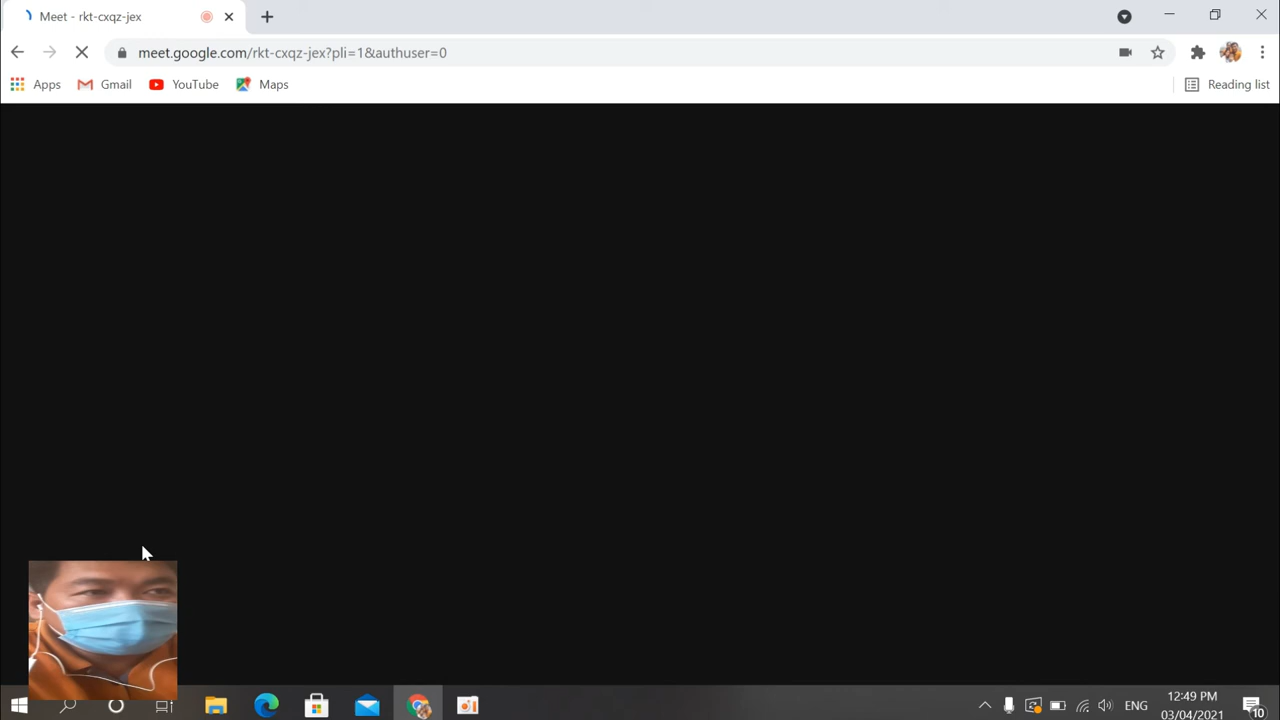 Meet - rkt-cxqz-jex
meet.google.com/rkt-cxqz-jex?pli=1&authuser=0
Apps Gmail YouTube Maps Reading list
ENG 12:49 PM
03/04/2021
10